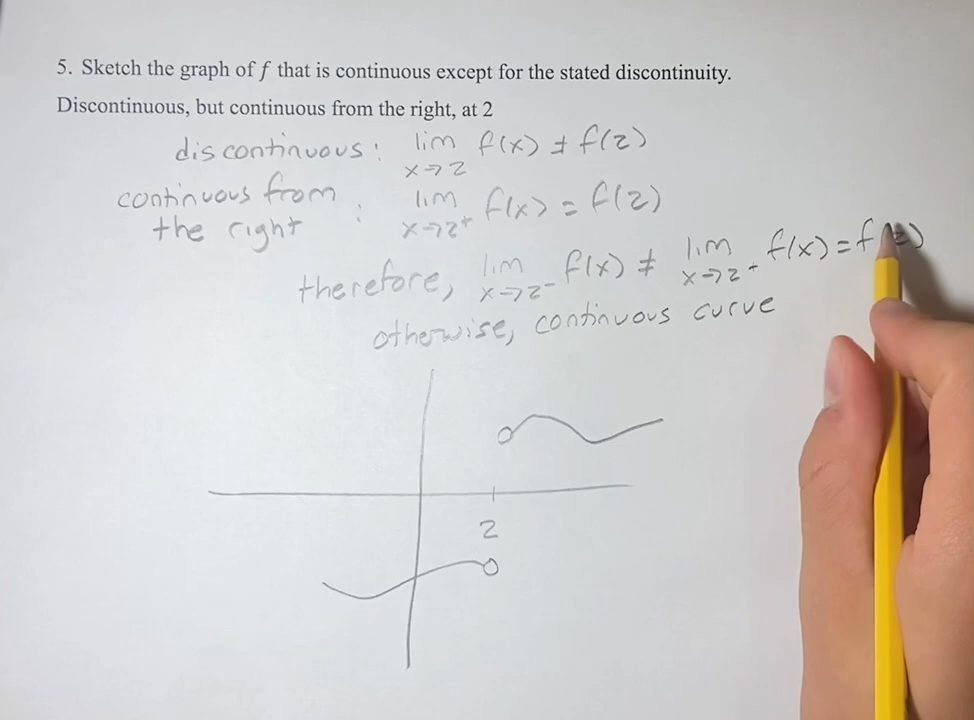 5. Sketch the graph of f that is continuous except for the stated discontinuity.
Discontinuous, but continuous from the right, at 2
discontinuous: lim x→2 f(x) ≠ f(2)
continuous from the right : lim x→2⁺ f(x) = f(2)
therefore, lim x→2⁻ f(x) ≠ lim x→2⁺ f(x) = f(2)
otherwise, continuous curve
2